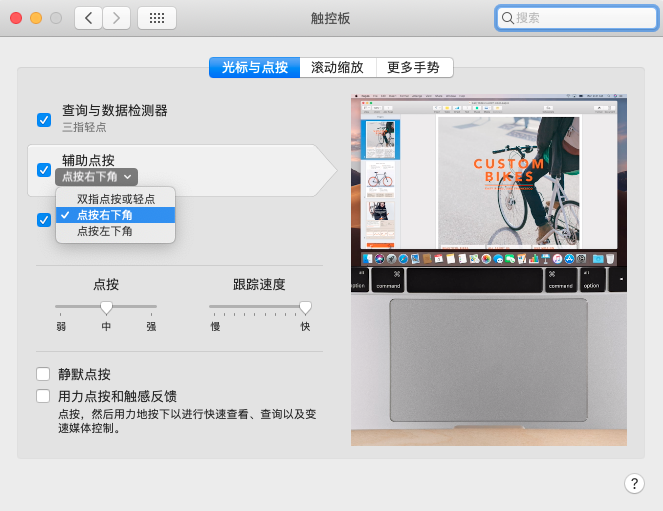 触控板
搜索
光标与点按
滚动缩放
更多手势
查询与数据检测器
三指轻点
辅助点按
点按右下角
双指点按或轻点
点按右下角
点按左下角
点按
跟踪速度
弱
中
强
慢
快
静默点按
用力点按和触感反馈
点按，然后用力地按下以进行快速查看、查询以及变
速媒体控制。
CUSTOM
BIKES
alt
option
⌘
command
⌘
command
alt
option
?